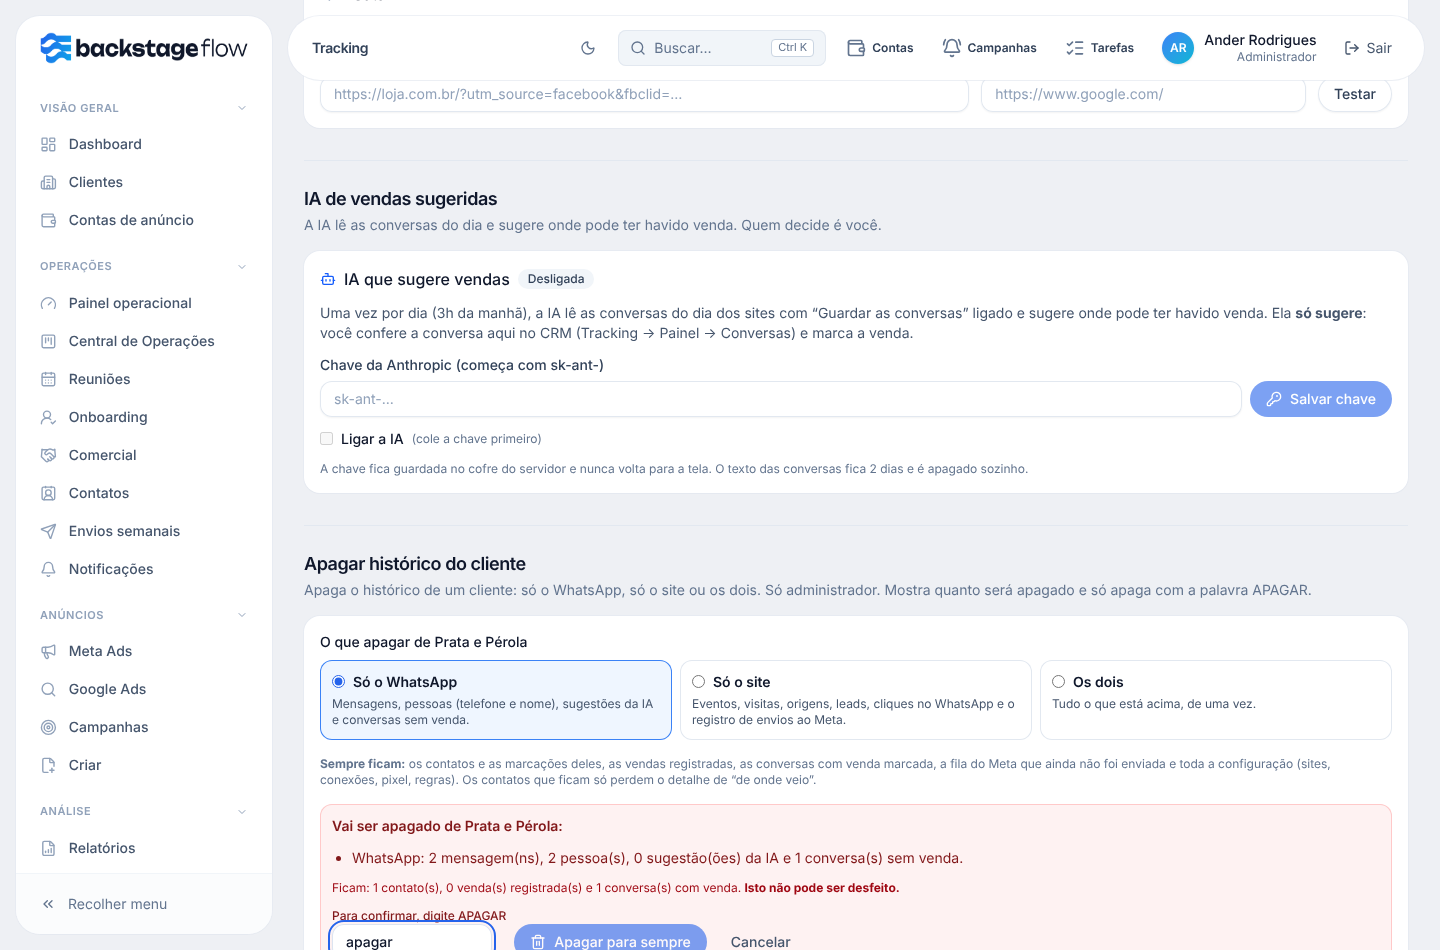 backstageflow
VISÃO GERAL
Dashboard
Clientes
Contas de anúncio
OPERAÇÕES
Painel operacional
Central de Operações
Reuniões
Onboarding
Comercial
Contatos
Envios semanais
Notificações
ANÚNCIOS
Meta Ads
Google Ads
Campanhas
Criar
ANÁLISE
Relatórios
Recolher menu
Tracking
Buscar...
Ctrl K
Contas
Campanhas
Tarefas
AR
Ander Rodrigues
Administrador
Sair
https://loja.com.br/?utm_source=facebook&fbclid=...
https://www.google.com/
Testar
IA de vendas sugeridas
A IA lê as conversas do dia e sugere onde pode ter havido venda. Quem decide é você.
IA que sugere vendas
Desligada
Uma vez por dia (3h da manhã), a IA lê as conversas do dia dos sites com “Guardar as conversas” ligado e sugere onde pode ter havido venda. Ela só sugere:
você confere a conversa aqui no CRM (Tracking → Painel → Conversas) e marca a venda.
Chave da Anthropic (começa com sk-ant-)
sk-ant-...
Salvar chave
Ligar a IA (cole a chave primeiro)
A chave fica guardada no cofre do servidor e nunca volta para a tela. O texto das conversas fica 2 dias e é apagado sozinho.
Apagar histórico do cliente
Apaga o histórico de um cliente: só o WhatsApp, só o site ou os dois. Só administrador. Mostra quanto será apagado e só apaga com a palavra APAGAR.
O que apagar de Prata e Pérola
Só o WhatsApp
Mensagens, pessoas (telefone e nome), sugestões da IA
e conversas sem venda.
Só o site
Eventos, visitas, origens, leads, cliques no WhatsApp e o
registro de envios ao Meta.
Os dois
Tudo o que está acima, de uma vez.
Sempre ficam: os contatos e as marcações deles, as vendas registradas, as conversas com venda marcada, a fila do Meta que ainda não foi enviada e toda a configuração (sites,
conexões, pixel, regras). Os contatos que ficam só perdem o detalhe de “de onde veio”.
Vai ser apagado de Prata e Pérola:
• WhatsApp: 2 mensagem(ns), 2 pessoa(s), 0 sugestão(ões) da IA e 1 conversa(s) sem venda.
Ficam: 1 contato(s), 0 venda(s) registrada(s) e 1 conversa(s) com venda. Isto não pode ser desfeito.
Para confirmar, digite APAGAR
apagar
Apagar para sempre
Cancelar